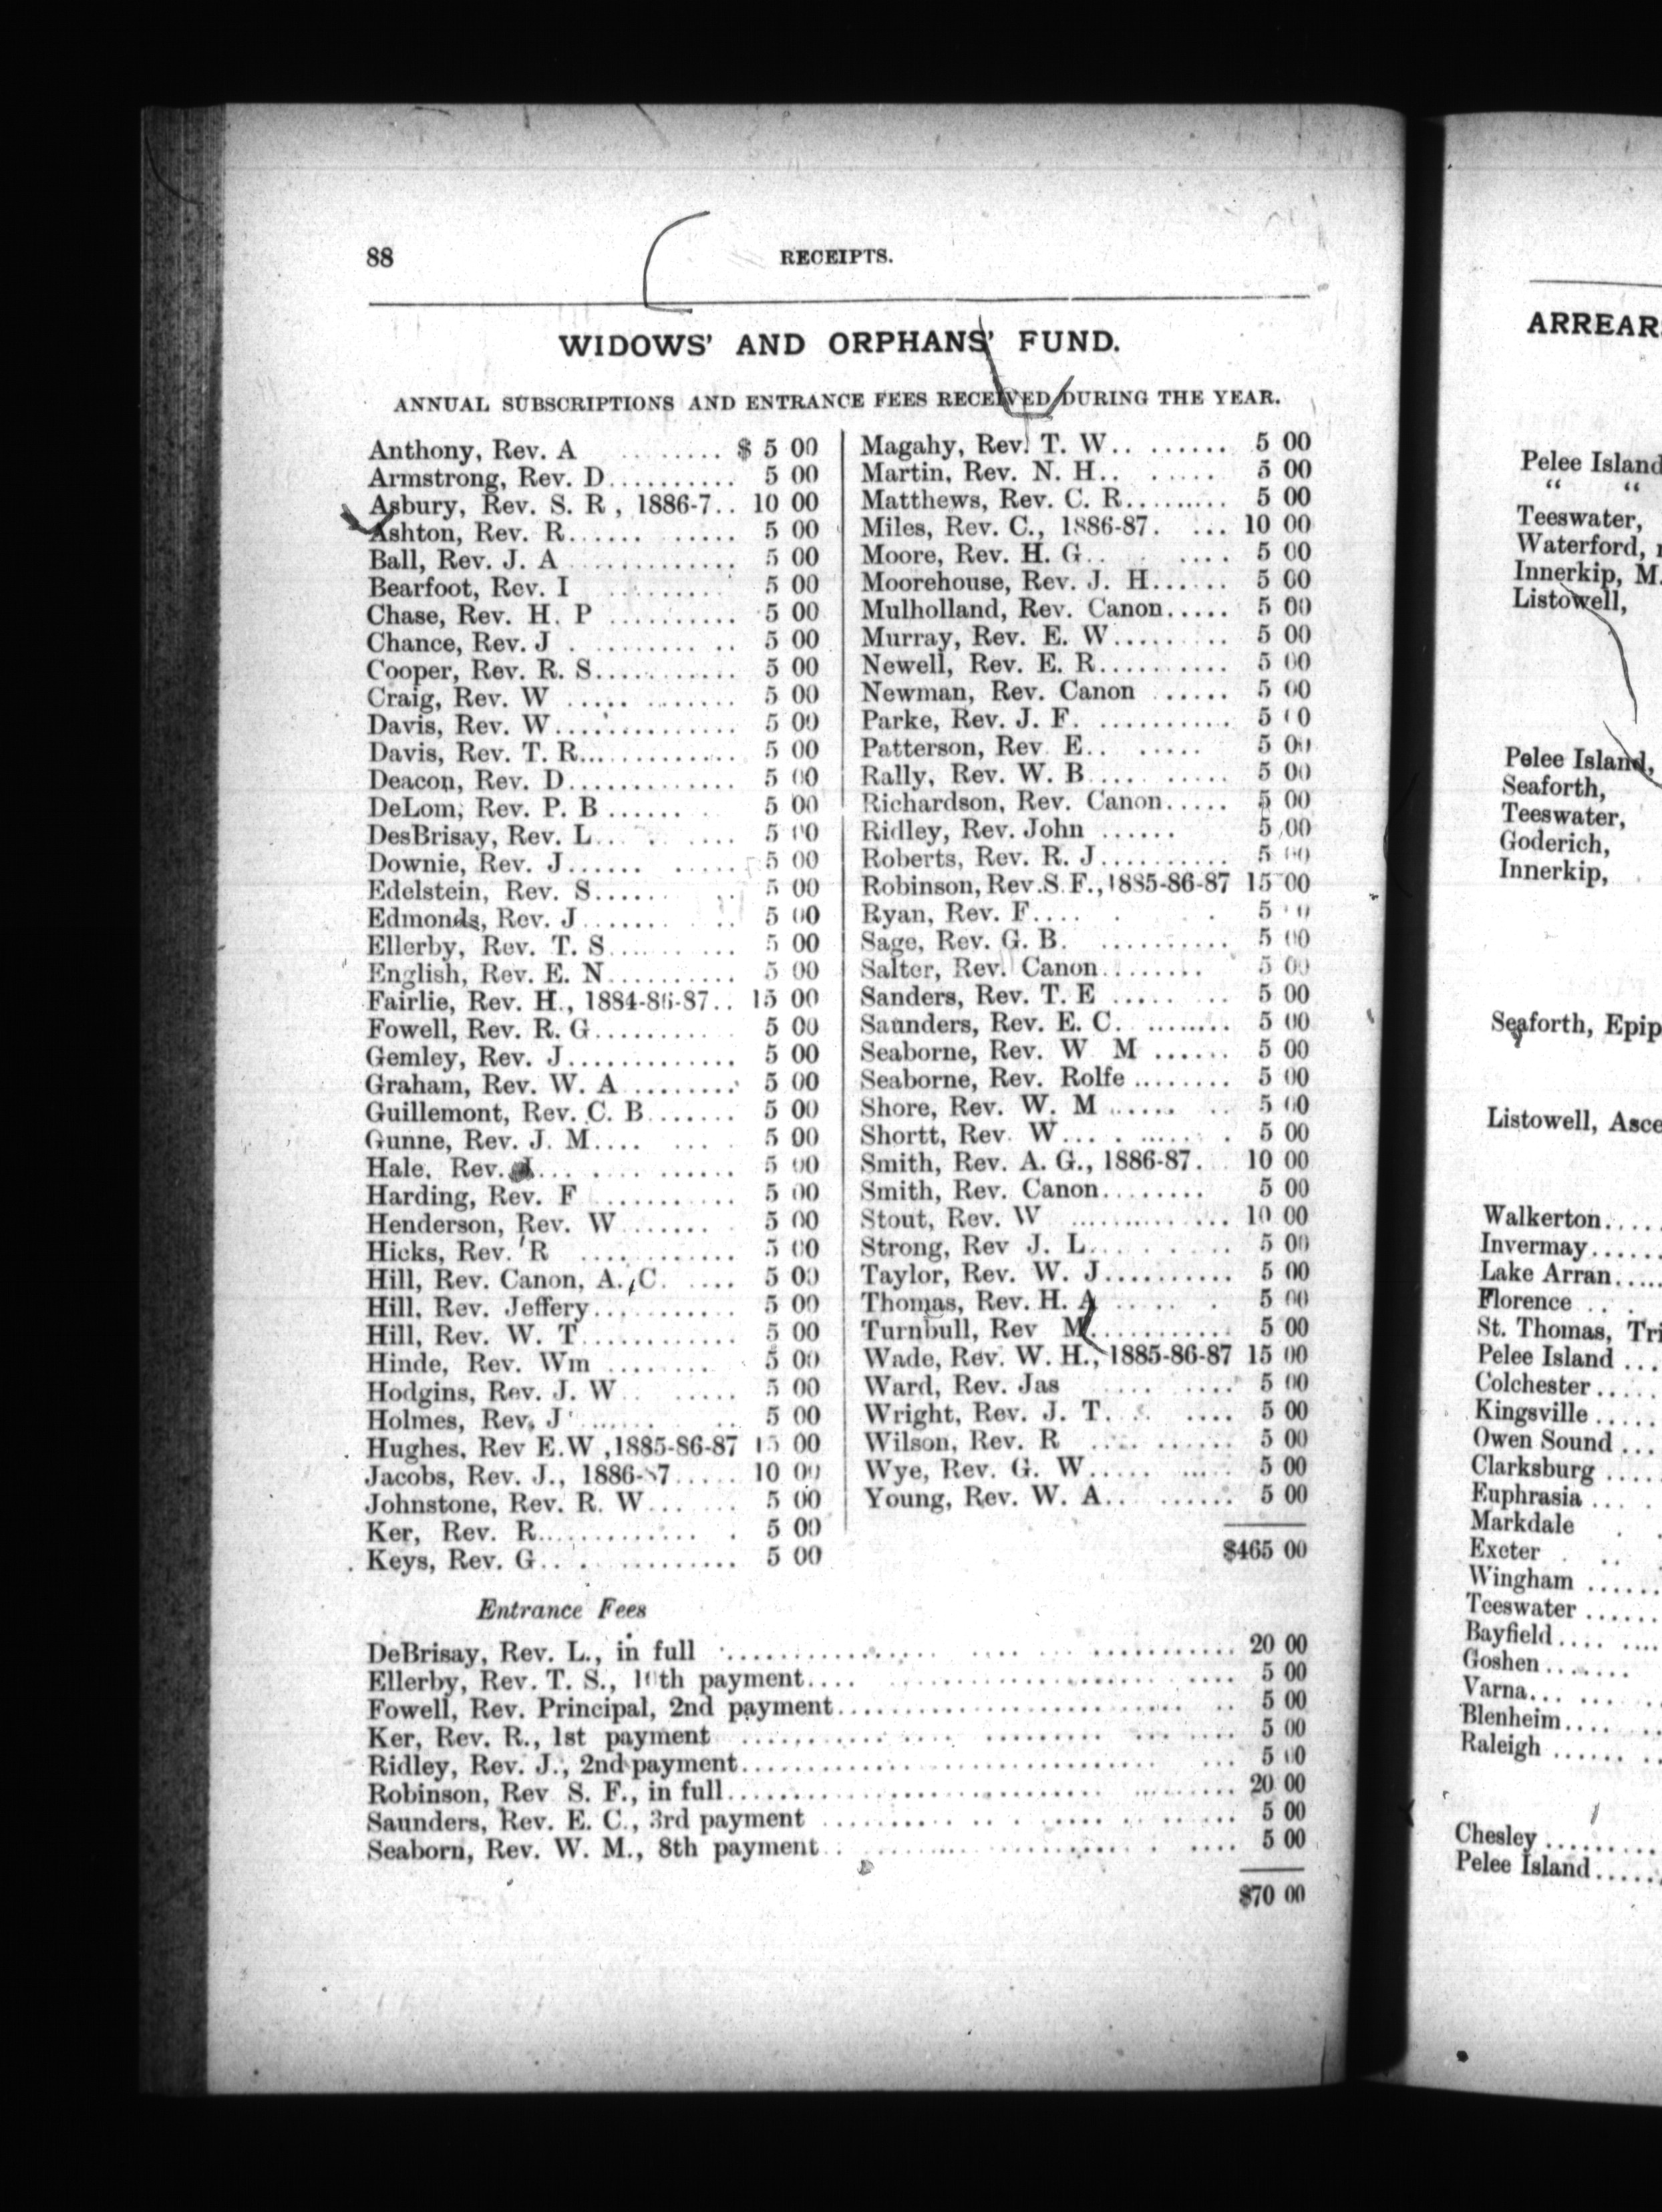 88
RECEIPTS.
WIDOWS' AND ORPHANS' FUND.
ANNUAL SUBSCRIPTIONS AND ENTRANCE FEES RECEIVED DURING THE YEAR.
Anthony, Rev. A ........ $ 5 00
Armstrong, Rev. D.......... 5 00
Asbury, Rev. S. R , 1886-7.. 10 00
Ashton, Rev. R...... ...... 5 00
Ball, Rev. J. A ............. 5 00
Bearfoot, Rev. I ......... 5 00
Chase, Rev. H. P .......... 5 00
Chance, Rev. J . ........ .. 5 00
Cooper, Rev. R. S........... 5 00
Craig, Rev. W ..... ....... 5 00
Davis, Rev. W.............. 5 00
Davis, Rev. T. R............ 5 00
Deacon, Rev. D............. 5 00
DeLom, Rev. P. B ...... 5 00
DesBrisay, Rev. L... . ..... 5 00
Downie, Rev. J...... ...... 5 00
Edelstein, Rev. S...... .. 5 00
Edmonds, Rev. J....... .. 5 00
Ellerby, Rev. T. S.......... 5 00
English, Rev. E. N.......... 5 00
Fairlie, Rev. H., 1884-86-87.. 15 00
Fowell, Rev. R. G.......... 5 00
Gemley, Rev. J............. 5 00
Graham, Rev. W. A ........ 5 00
Guillemont, Rev. C. B....... 5 00
Gunne, Rev. J. M.... .... 5 00
Hale, Rev. J... ........... 5 00
Harding, Rev. F ........... 5 00
Henderson, Rev. W ....... 5 00
Hicks, Rev. R ............ 5 00
Hill, Rev. Canon, A. C. .... 5 00
Hill, Rev. Jeffery........... 5 00
Hill, Rev. W. T............ 5 00
Hinde, Rev. Wm ........ 5 00
Hodgins, Rev. J. W.. ...... 5 00
Holmes, Rev. J ...... .. 5 00
Hughes, Rev E.W ,1885-86-87 15 00
Jacobs, Rev. J., 1886-87..... 10 00
Johnstone, Rev. R. W....... 5 00
Ker, Rev. R............. . 5 00
Keys, Rev. G.. ............ 5 00
Magahy, Rev. T. W.. ....... 5 00
Martin, Rev. N. H.. ...... 5 00
Matthews, Rev. C. R......... 5 00
Miles, Rev. C., 1886-87. ... 10 00
Moore, Rev. H. G.. . .... 5 00
Moorehouse, Rev. J. H...... 5 00
Mulholland, Rev. Canon..... 5 00
Murray, Rev. E. W......... 5 00
Newell, Rev. E. R.......... 5 00
Newman, Rev. Canon ...... 5 00
Parke, Rev. J. F. .......... 5 00
Patterson, Rev. E.. ...... 5 00
Rally, Rev. W. B.... ...... 5 00
Richardson, Rev. Canon..... 5 00
Ridley, Rev. John ...... 5 00
Roberts, Rev. R. J.......... 5 00
Robinson, Rev. S. F., 1885-86-87 15 00
Ryan, Rev. F.... . . 5 00
Sage, Rev. G. B. .......... 5 00
Salter, Rev. Canon........ 5 00
Sanders, Rev. T. E ..... ... 5 00
Saunders, Rev. E. C. ........ 5 00
Seaborne, Rev. W M ...... 5 00
Seaborne, Rev. Rolfe ........ 5 00
Shore, Rev. W. M ...... .. 5 00
Shortt, Rev. W... . ...... . 5 00
Smith, Rev. A. G., 1886-87. 10 00
Smith, Rev. Canon........ 5 00
Stout, Rev. W ............. 10 00
Strong, Rev J. L.... ..... 5 00
Taylor, Rev. W. J.......... 5 00
Thomas, Rev. H. A ..... . 5 00
Turnbull, Rev M........... 5 00
Wade, Rev. W. H., 1885-86-87 15 00
Ward, Rev. Jas .... .... 5 00
Wright, Rev. J. T. . .... 5 00
Wilson, Rev. R .... ...... 5 00
Wye, Rev. G. W..... ..... 5 00
Young, Rev. W. A.. ....... 5 00
$465 00
Entrance Fees
DeBrisay, Rev. L., in full .............. 20 00
Ellerby, Rev. T. S., 10th payment.... .............. 5 00
Fowell, Rev. Principal, 2nd payment.............. 5 00
Ker, Rev. R., 1st payment .............. 5 00
Ridley, Rev. J., 2nd payment.............. 5 00
Robinson, Rev S. F., in full.............. 20 00
Saunders, Rev. E. C., 3rd payment .............. 5 00
Seaborn, Rev. W. M., 8th payment.............. 5 00
$70 00
ARREAR
Pelee Island
“ “
Teeswater,
Waterford,
Innerkip, M.
Listowell,
Pelee Island,
Seaforth,
Teeswater,
Goderich,
Innerkip,
Seaforth, Epip
Listowell, Asce
Walkerton.....
Invermay......
Lake Arran.....
Florence .. .
St. Thomas, Tri
Pelee Island ...
Colchester.....
Kingsville .....
Owen Sound ...
Clarksburg ....
Euphrasia ... .
Markdale . .
Exeter . ..
Wingham ......
Teeswater ......
Bayfield.... ....
Goshen.......
Varna... ... ..
Blenheim.... ..
Raleigh ...... ..
Chesley .........
Pelee Island.....